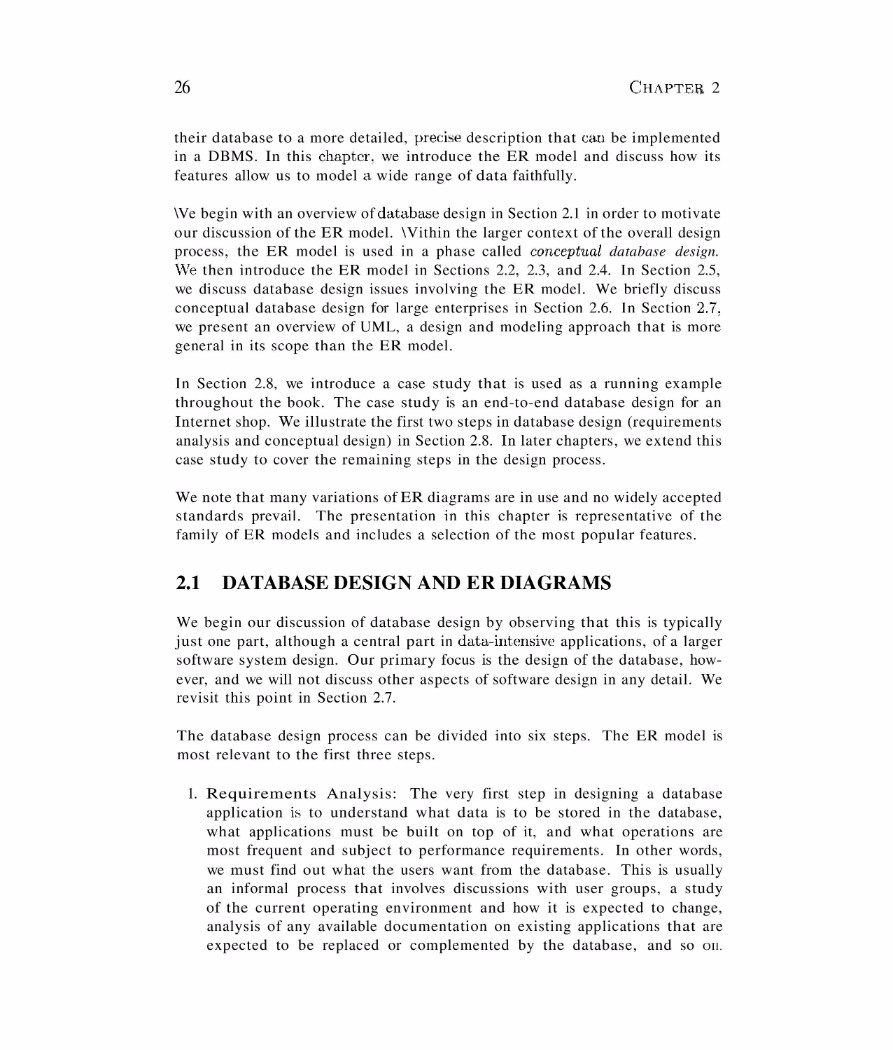 26 CHAPTER 2
their database to a more detailed, precise description that can be implemented
in a DBMS. In this chapter, we introduce the ER model and discuss how its
features allow us to model a wide range of data faithfully.
\Ve begin with an overview of database design in Section 2.1 in order to motivate
our discussion of the ER model. \Vithin the larger context of the overall design
process, the ER model is used in a phase called conceptual database design.
We then introduce the ER model in Sections 2.2, 2.3, and 2.4. In Section 2.5,
we discuss database design issues involving the ER model. We briefly discuss
conceptual database design for large enterprises in Section 2.6. In Section 2.7,
we present an overview of UML, a design and modeling approach that is more
general in its scope than the ER model.
In Section 2.8, we introduce a case study that is used as a running example
throughout the book. The case study is an end-to-end database design for an
Internet shop. We illustrate the first two steps in database design (requirements
analysis and conceptual design) in Section 2.8. In later chapters, we extend this
case study to cover the remaining steps in the design process.
We note that many variations of ER diagrams are in use and no widely accepted
standards prevail. The presentation in this chapter is representative of the
family of ER models and includes a selection of the most popular features.
2.1 DATABASE DESIGN AND ER DIAGRAMS
We begin our discussion of database design by observing that this is typically
just one part, although a central part in data-intensive applications, of a larger
software system design. Our primary focus is the design of the database, how-
ever, and we will not discuss other aspects of software design in any detail. We
revisit this point in Section 2.7.
The database design process can be divided into six steps. The ER model is
most relevant to the first three steps.
1. Requirements Analysis: The very first step in designing a database
application is to understand what data is to be stored in the database,
what applications must be built on top of it, and what operations are
most frequent and subject to performance requirements. In other words,
we must find out what the users want from the database. This is usually
an informal process that involves discussions with user groups, a study
of the current operating environment and how it is expected to change,
analysis of any available documentation on existing applications that are
expected to be replaced or complemented by the database, and so on.